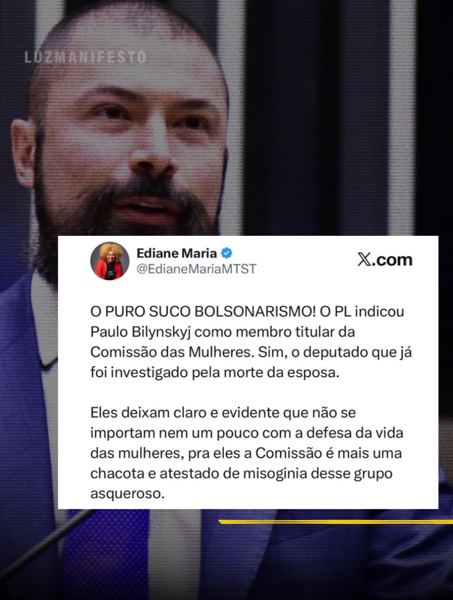 LUZMANIFESTO
Ediane Maria
@EdianeMariaMTST
X.com
O PURO SUCO BOLSONARISMO! O PL indicou
Paulo Bilynskyj como membro titular da
Comissão das Mulheres. Sim, o deputado que já
foi investigado pela morte da esposa.
Eles deixam claro e evidente que não se
importam nem um pouco com a defesa da vida
das mulheres, pra eles a Comissão é mais uma
chacota e atestado de misoginia desse grupo
asqueroso.